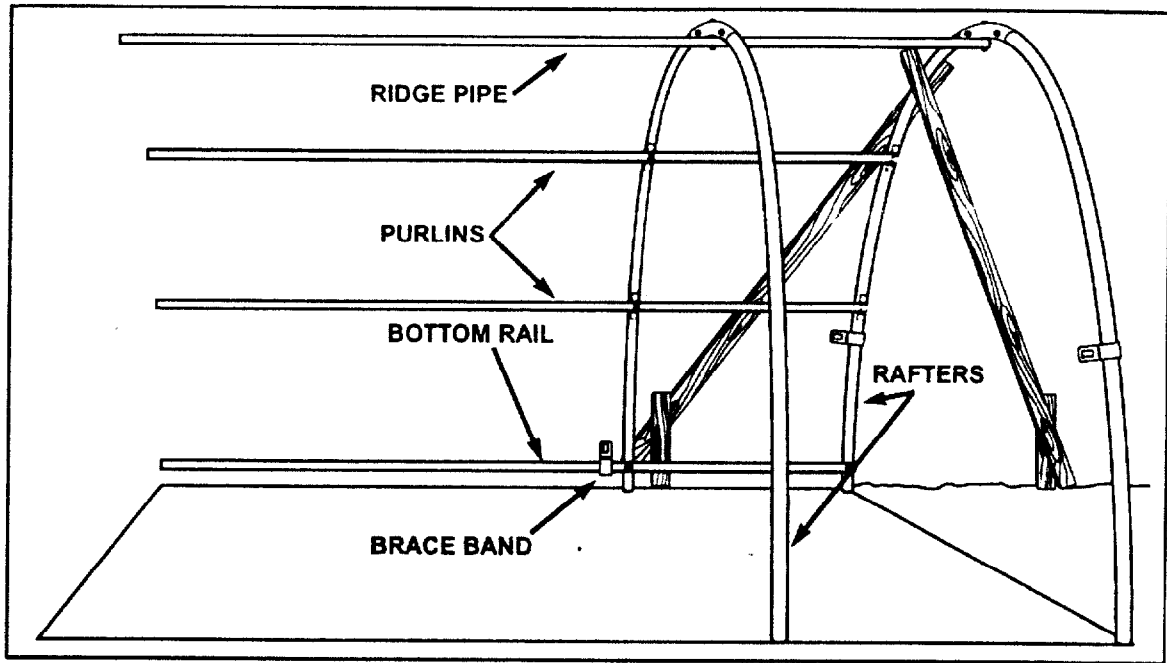 RIDGE PIPE
PURLINS
BOTTOM RAIL
RAFTERS
BRACE BAND